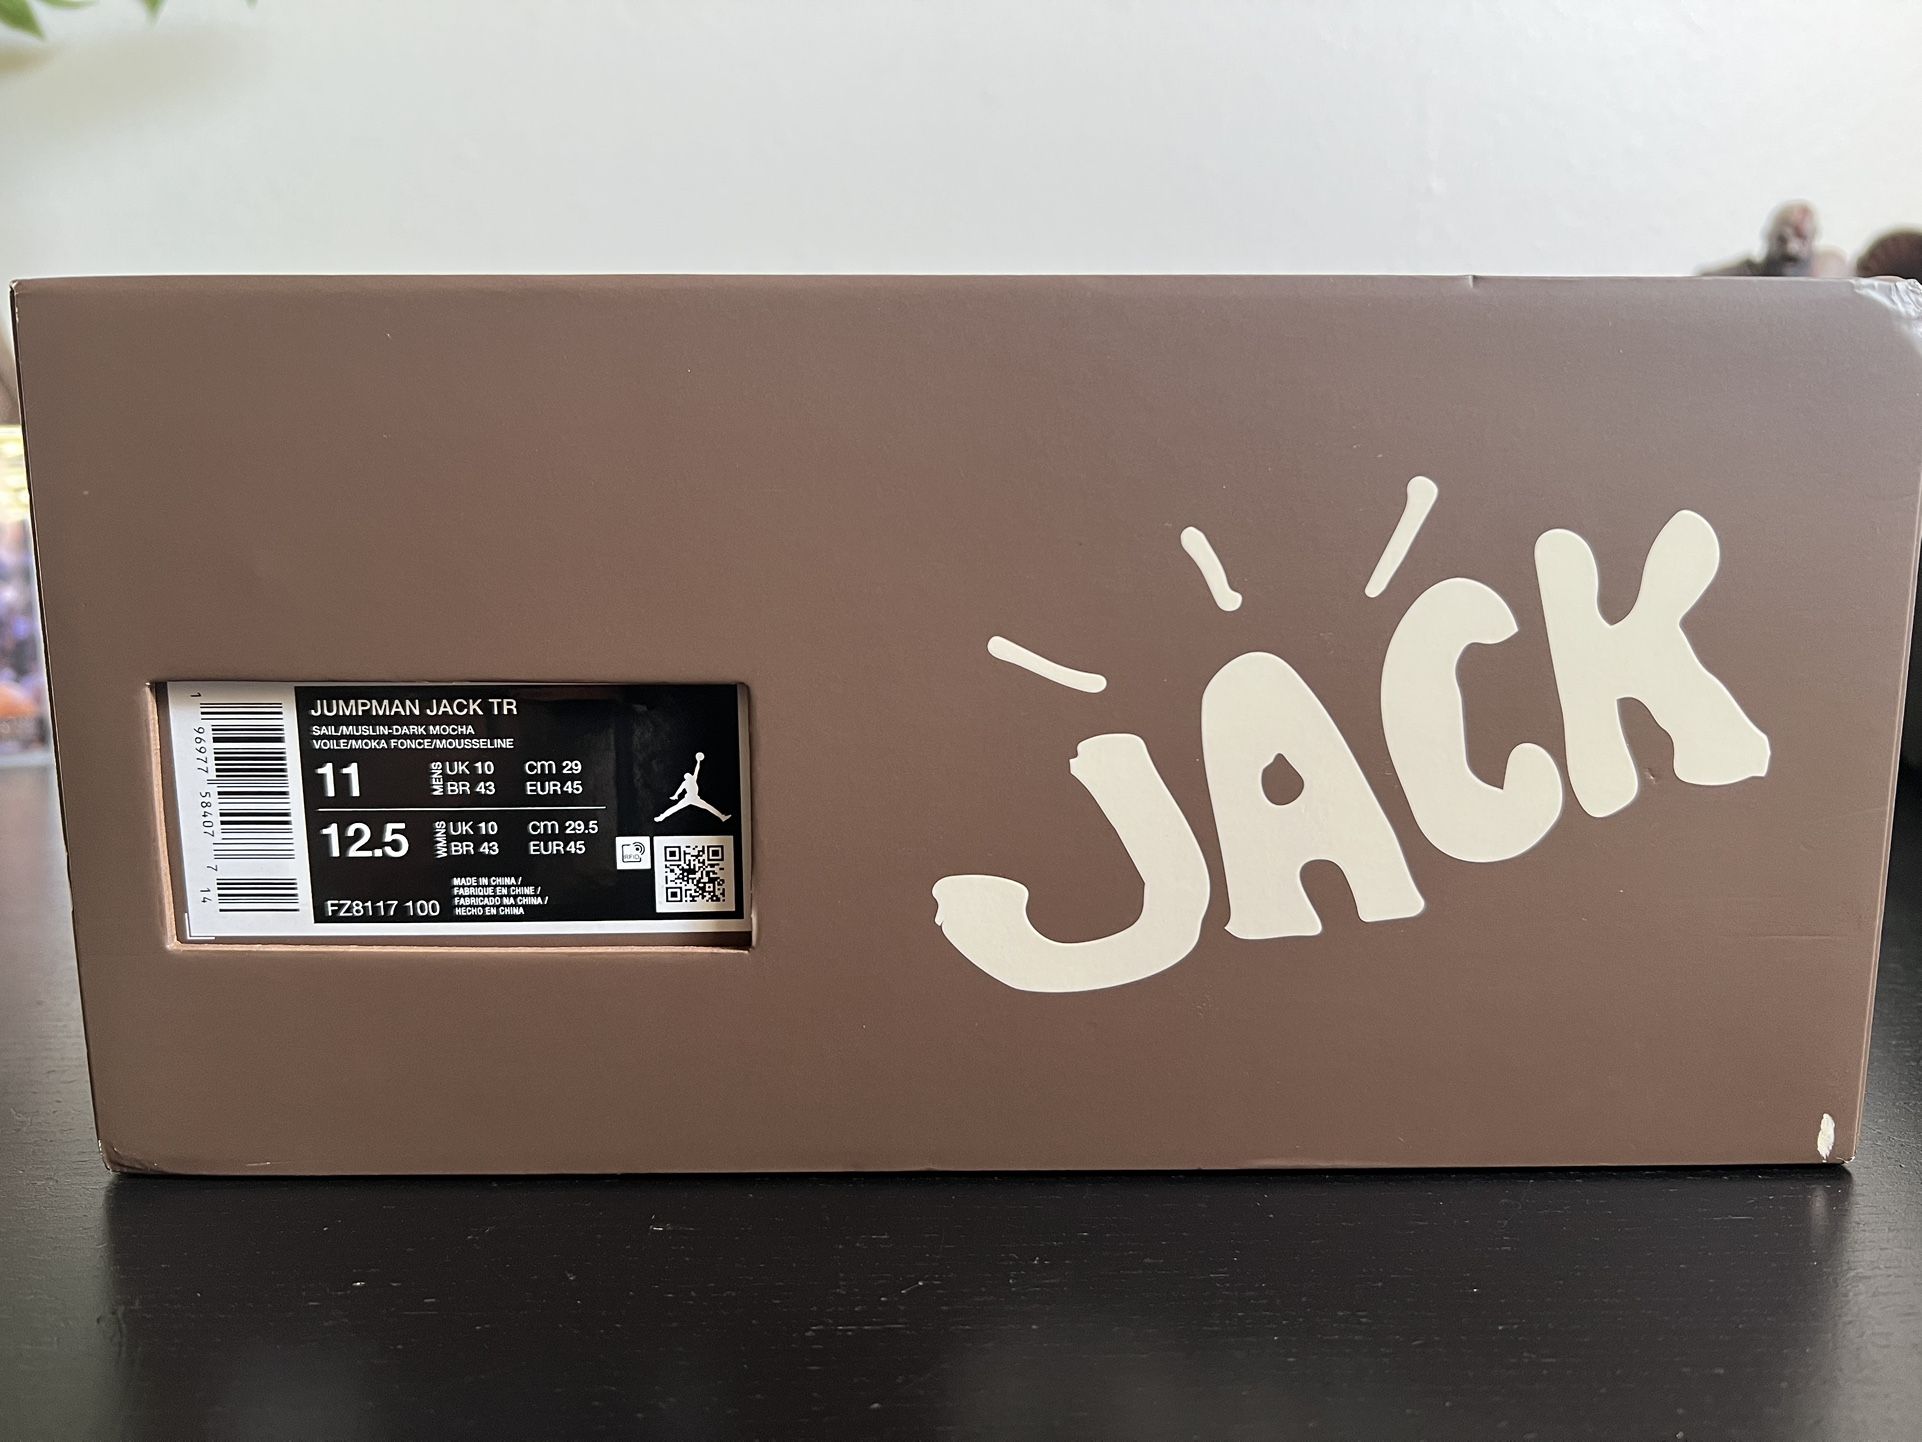 JUMPMAN JACK TR
SAIL/MUSLIN-DARK MOCHA
VOILE/MOKA FONCE/MOUSSELINE
11 MENS UK 10 CM 29
BR 43 EUR 45
12.5 WMNS UK 10 CM 29.5
BR 43 EUR 45
RFID
FZ8117 100
MADE IN CHINA /
FABRIQUE EN CHINE /
FABRICADO NA CHINA /
HECHO EN CHINA
1 96977 58407 7 14
JACK